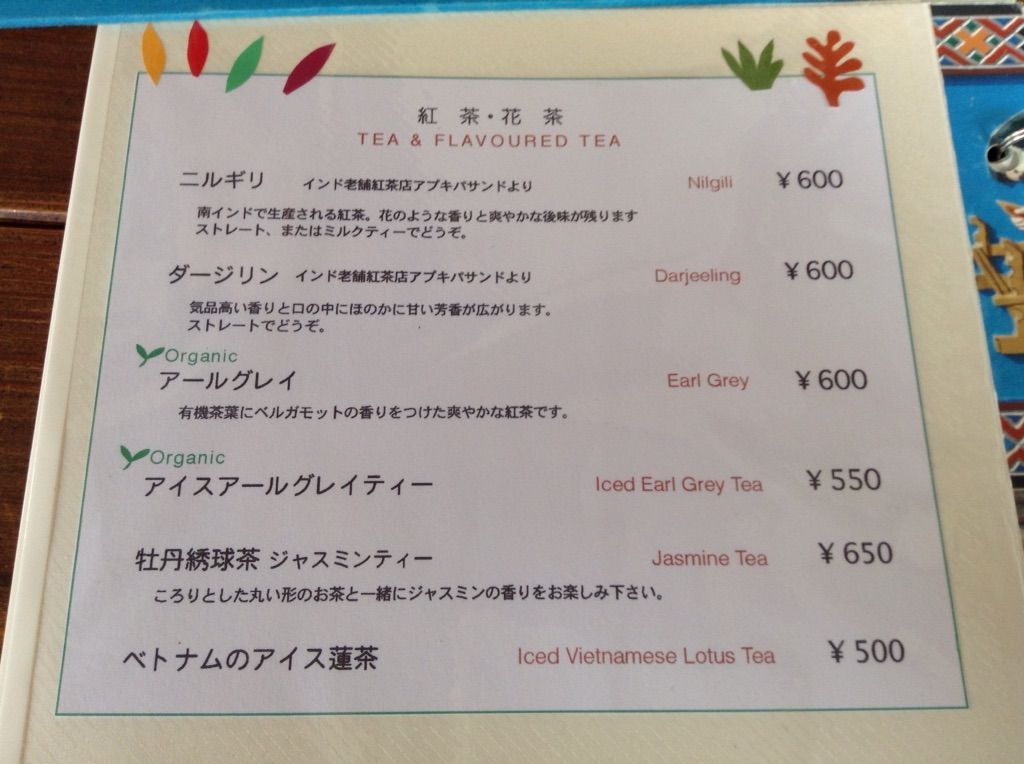 紅 茶・花 茶
TEA & FLAVOURED TEA
ニルギリ インド老舗紅茶店アプキパサンドより Nilgili ¥600
南インドで生産される紅茶。花のような香りと爽やかな後味が残ります
ストレート、またはミルクティーでどうぞ。
ダージリン インド老舗紅茶店アプキパサンドより Darjeeling ¥600
気品高い香りと口の中にほのかに甘い芳香が広がります。
ストレートでどうぞ。
Organic
アールグレイ Earl Grey ¥600
有機茶葉にベルガモットの香りをつけた爽やかな紅茶です。
Organic
アイスアールグレイティー Iced Earl Grey Tea ¥550
牡丹綉球茶 ジャスミンティー Jasmine Tea ¥650
ころりとした丸い形のお茶と一緒にジャスミンの香りをお楽しみ下さい。
ベトナムのアイス蓮茶 Iced Vietnamese Lotus Tea ¥500